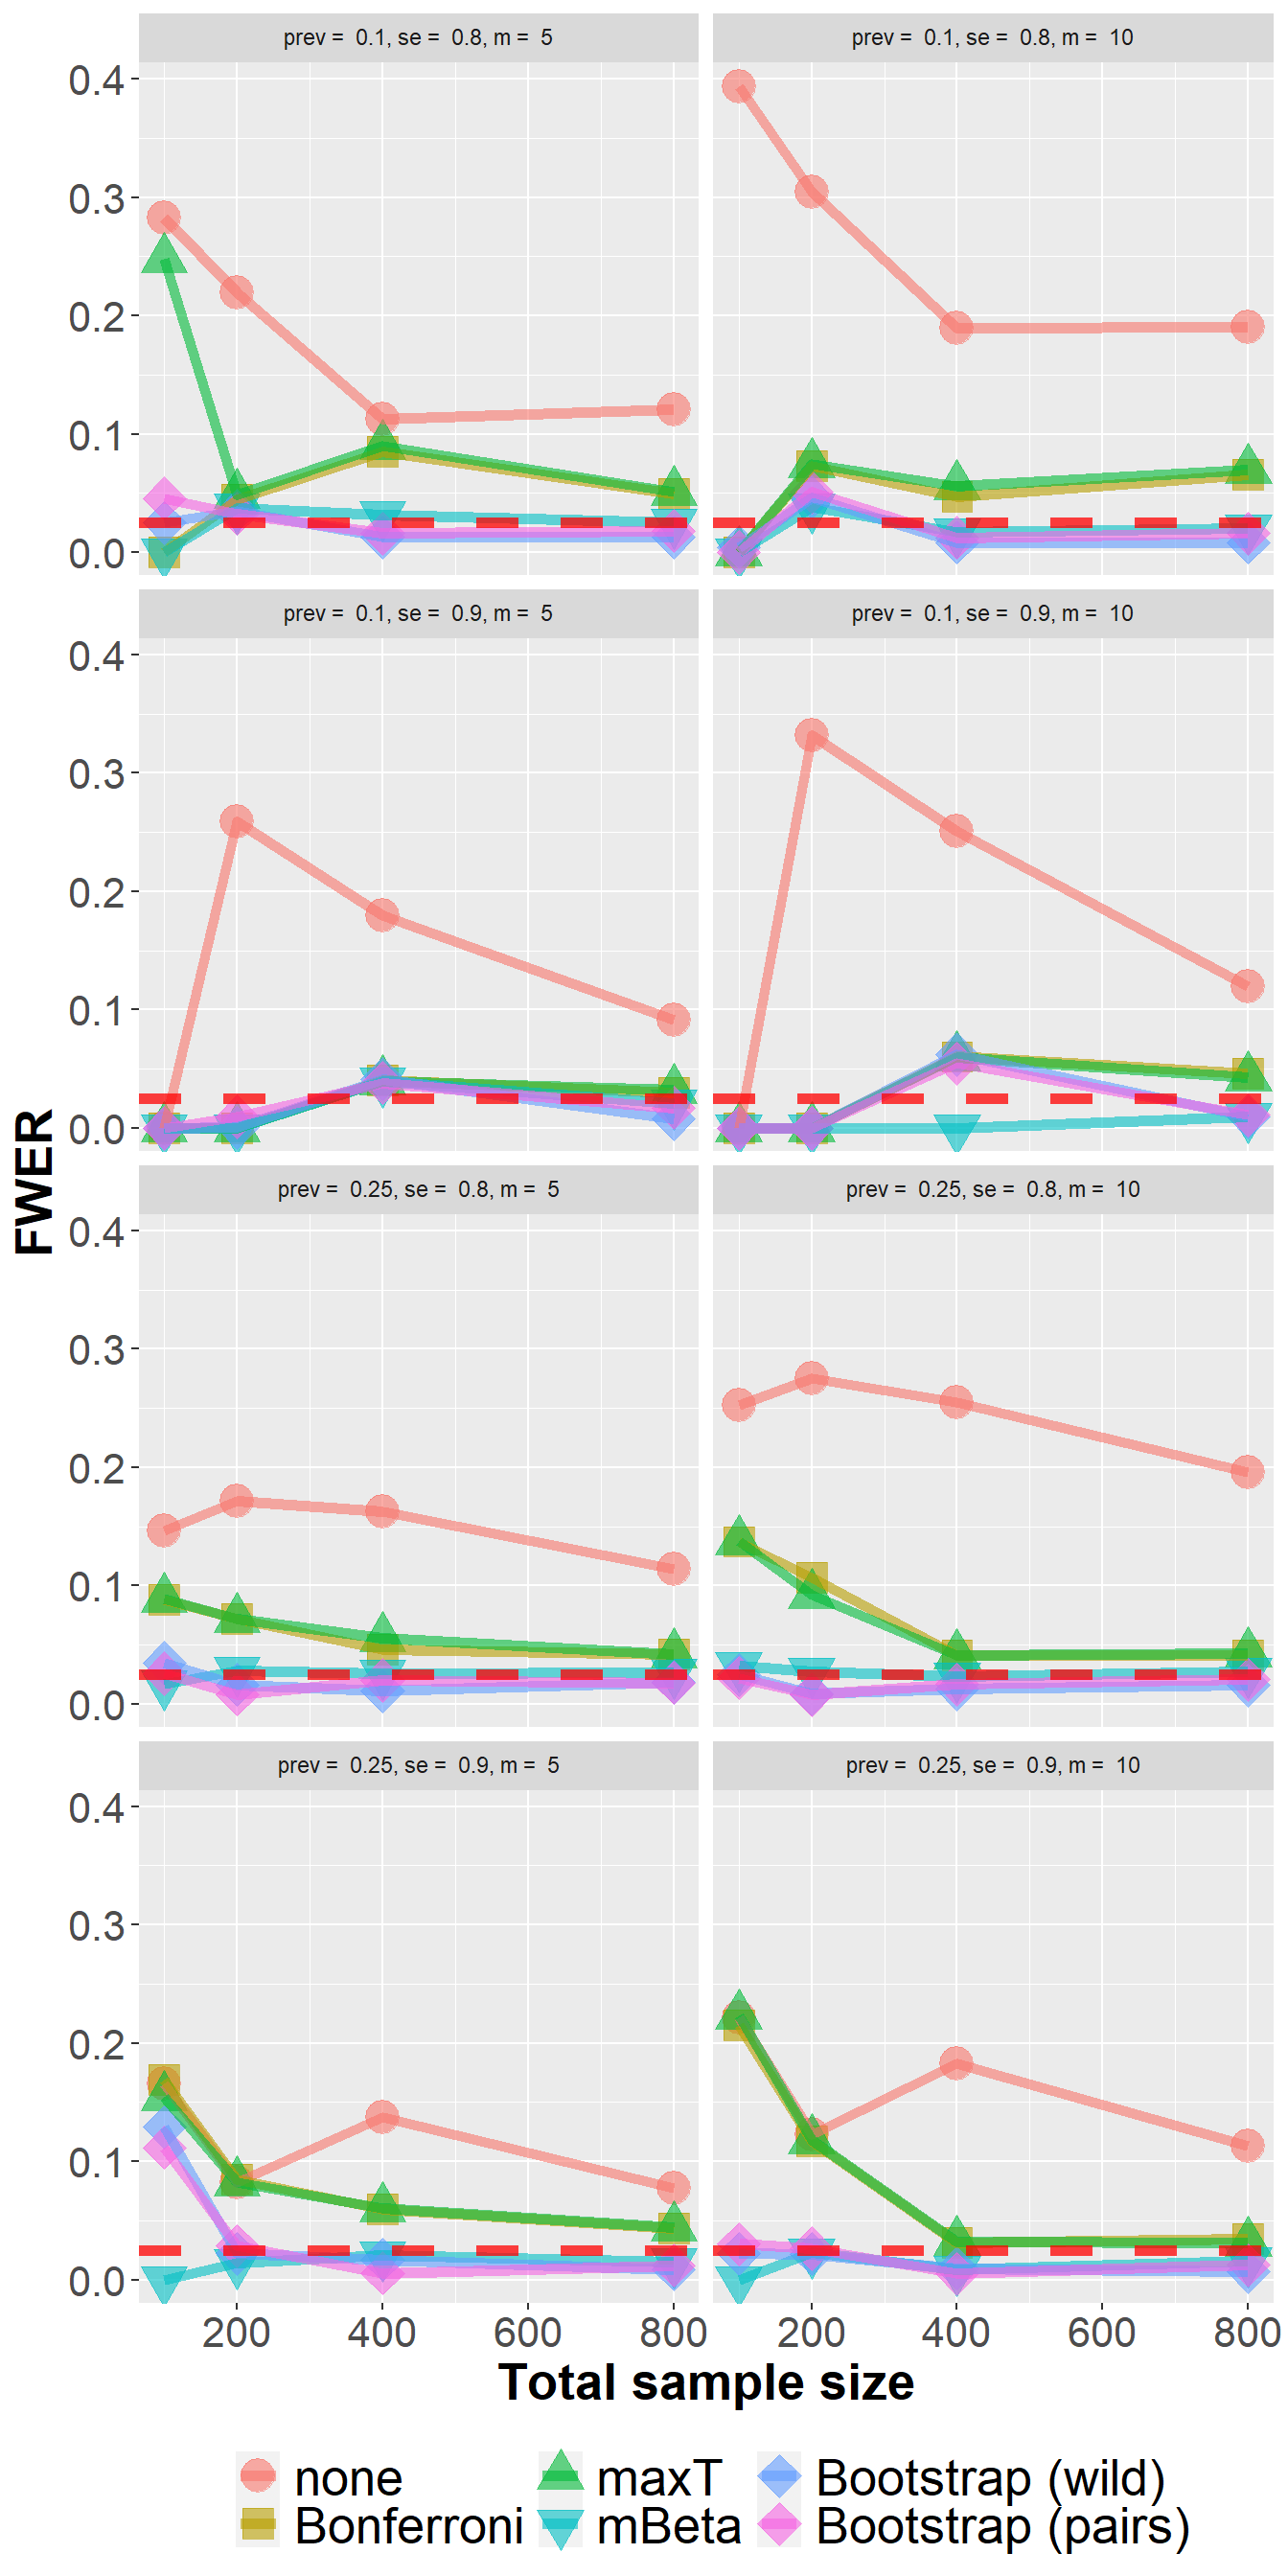 prev =  0.1, se =  0.8, m =  5
prev =  0.1, se =  0.8, m =  10
0.4
0.3
0.2
0.1
0.0
prev =  0.1, se =  0.9, m =  5
prev =  0.1, se =  0.9, m =  10
0.4
0.3
0.2
0.1
0.0
FWER
prev =  0.25, se =  0.8, m =  5
prev =  0.25, se =  0.8, m =  10
0.4
0.3
0.2
0.1
0.0
prev =  0.25, se =  0.9, m =  5
prev =  0.25, se =  0.9, m =  10
0.4
0.3
0.2
0.1
0.0
200 400 600 800
200 400 600 800
Total sample size
none
Bonferroni
maxT
mBeta
Bootstrap (wild)
Bootstrap (pairs)